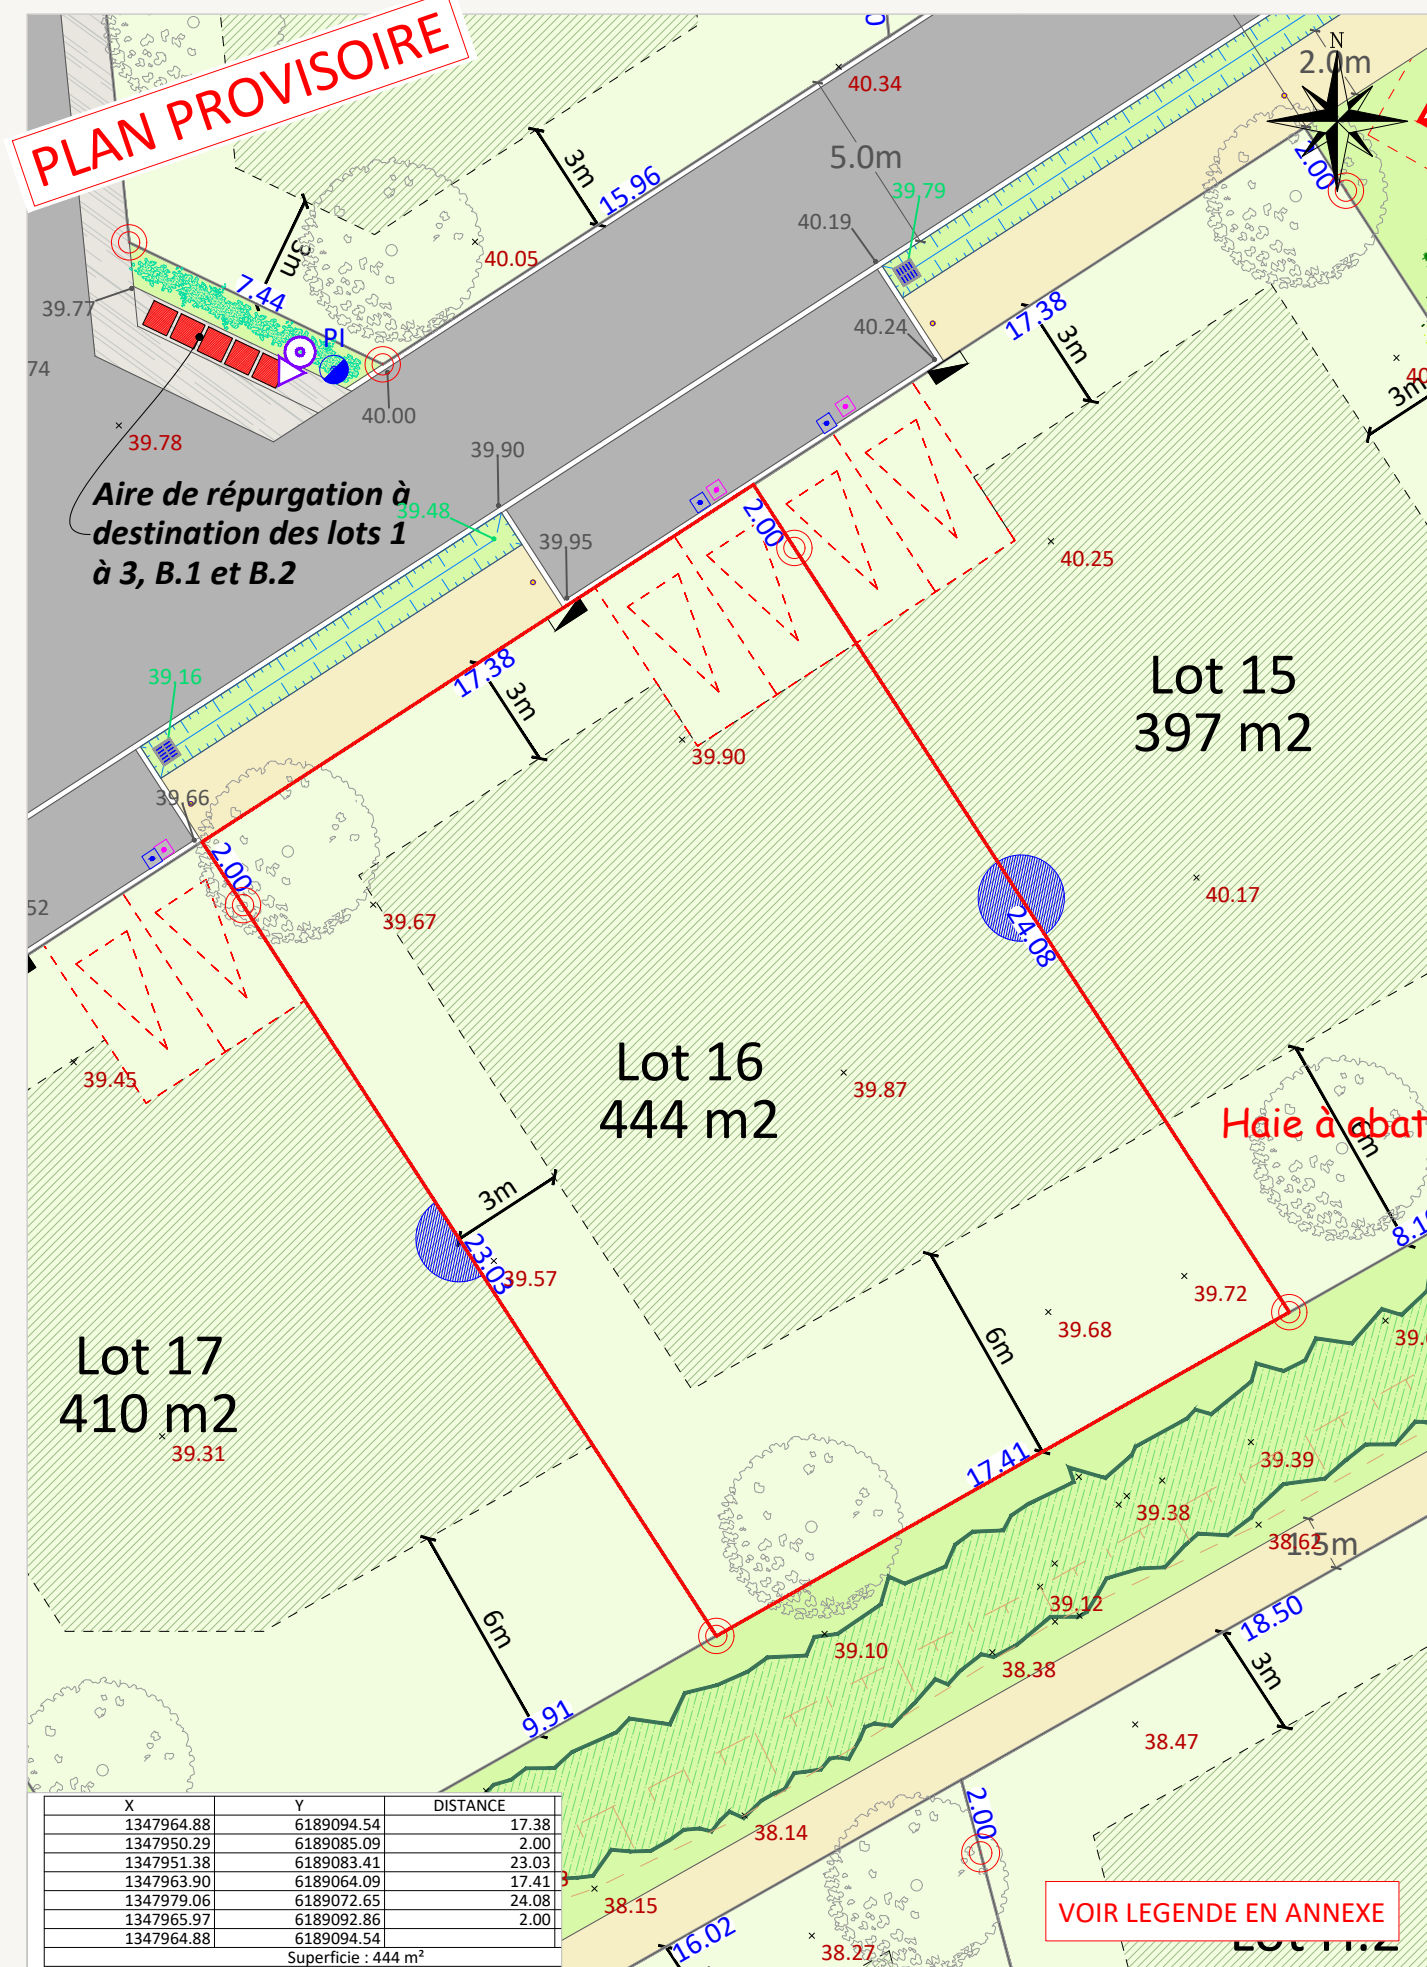 PLAN PROVISOIRE
N
2.0m
40.34
3m
15.96
5.0m
39.79
2.00
40.19
40.05
3m
7.44
39.77
PI
40.24
17.38
3m
74
40.00
3m
39.78
39.90
Aire de répurgation à
destination des lots 1
à 3, B.1 et B.2
39.48
39.95
2.00
40.25
39.16
17.38
3m
Lot 15
397 m2
39.90
39.66
2.00
52
39.67
40.17
24.08
39.45
Lot 16
444 m2
39.87
Haie à abat
6m
3m
23.03
39.57
39.72
39.68
6m
Lot 17
410 m2
39.31
17.41
39.39
39.38
38.62
1.5m
39.12
18.50
6m
39.10
38.38
3m
9.91
38.47
2.00
38.14
38.15
16.02
38.27
X Y DISTANCE
1347964.88 6189094.54 17.38
1347950.29 6189085.09 2.00
1347951.38 6189083.41 23.03
1347963.90 6189064.09 17.41
1347979.06 6189072.65 24.08
1347965.97 6189092.86 2.00
1347964.88 6189094.54
Superficie : 444 m²
VOIR LEGENDE EN ANNEXE